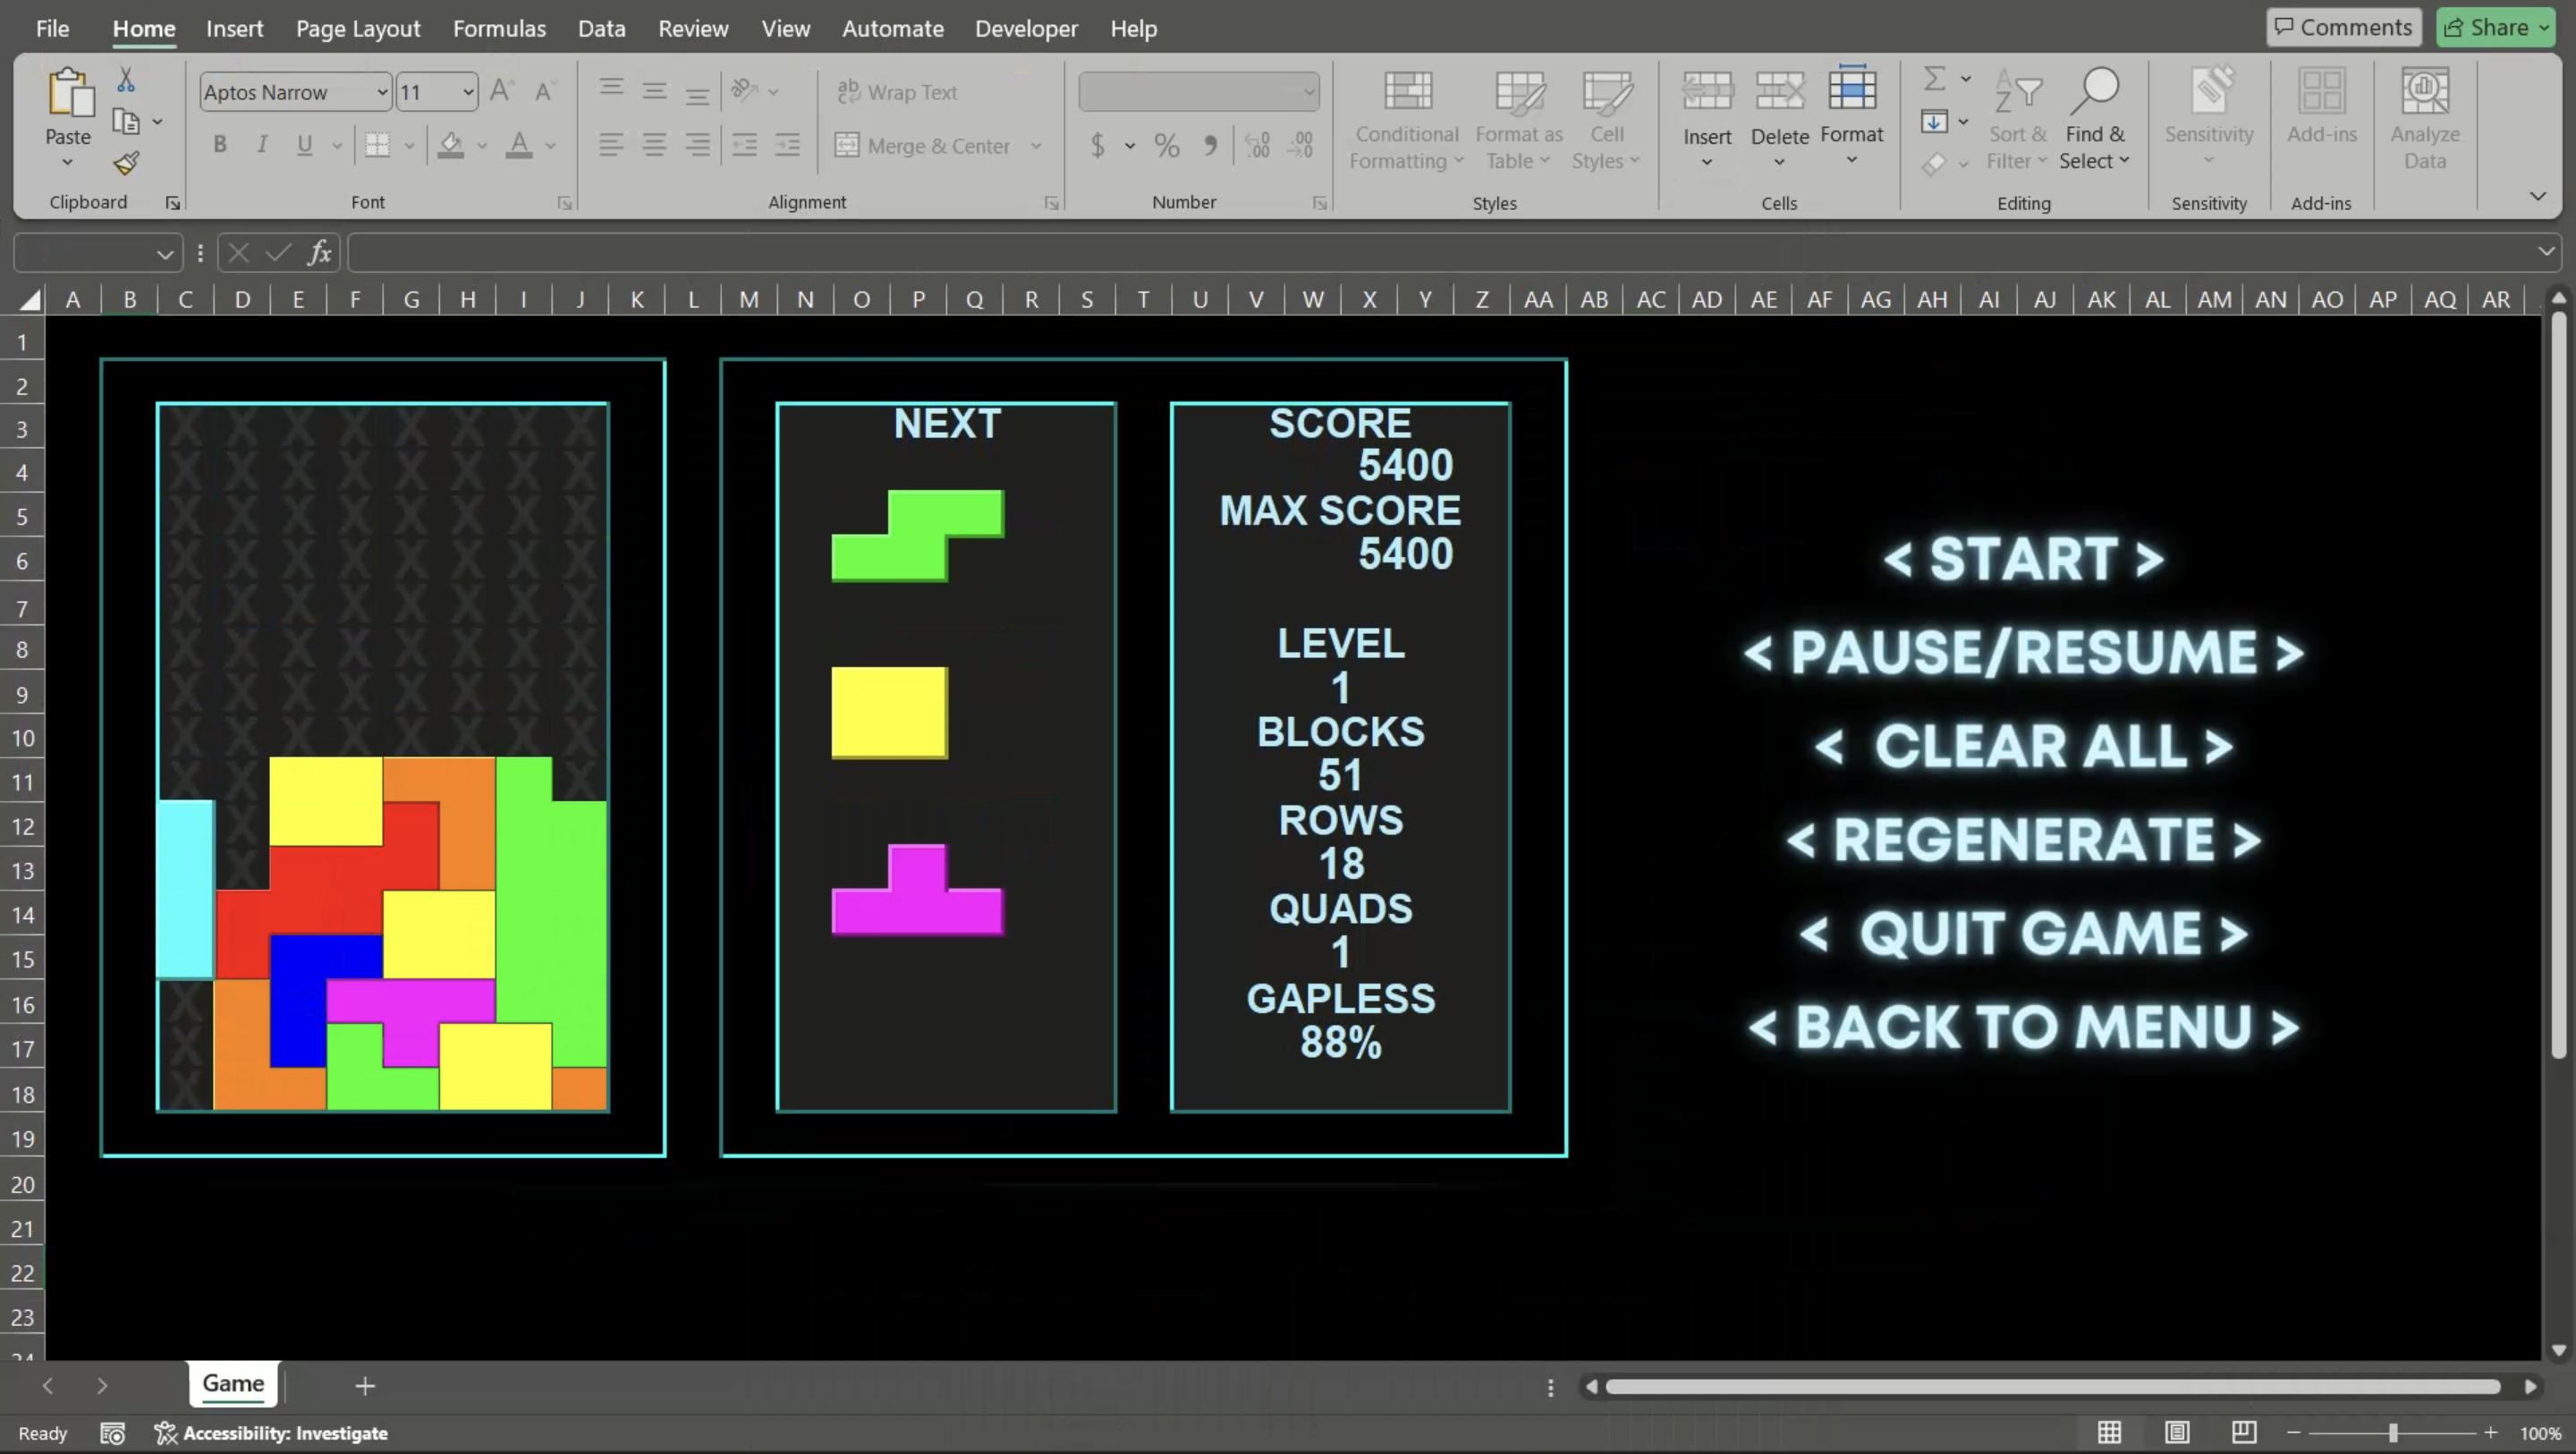 File Home Insert Page Layout Formulas Data Review View Automate Developer Help Comments Share
Aptos Narrow 11 A A ab Wrap Text
Paste B I U A Merge & Center $ % , .00 .00
Conditional Formatting Format as Table Cell Styles Insert Delete Format Sort & Filter Find & Select Sensitivity Add-ins Analyze Data
Clipboard Font Alignment Number Styles Cells Editing Sensitivity Add-ins
fx
A B C D E F G H I J K L M N O P Q R S T U V W X Y Z AA AB AC AD AE AF AG AH AI AJ AK AL AM AN AO AP AQ AR
1
2
3
4
5
6
7
8
9
10
11
12
13
14
15
16
17
18
19
20
21
22
23
24
X X X X X X X X
X X X X X X X X
X X X X X X X X
X X X X X X X X
X X X X X X X X
X X X X X X X X
X X X X X X X X
X X X X X X X X
X X X
X
X
X
X
X
NEXT
SCORE
5400
MAX SCORE
5400
LEVEL
1
BLOCKS
51
ROWS
18
QUADS
1
GAPLESS
88%
< START >
< PAUSE/RESUME >
< CLEAR ALL >
< REGENERATE >
< QUIT GAME >
< BACK TO MENU >
Game
Ready Accessibility: Investigate 100%